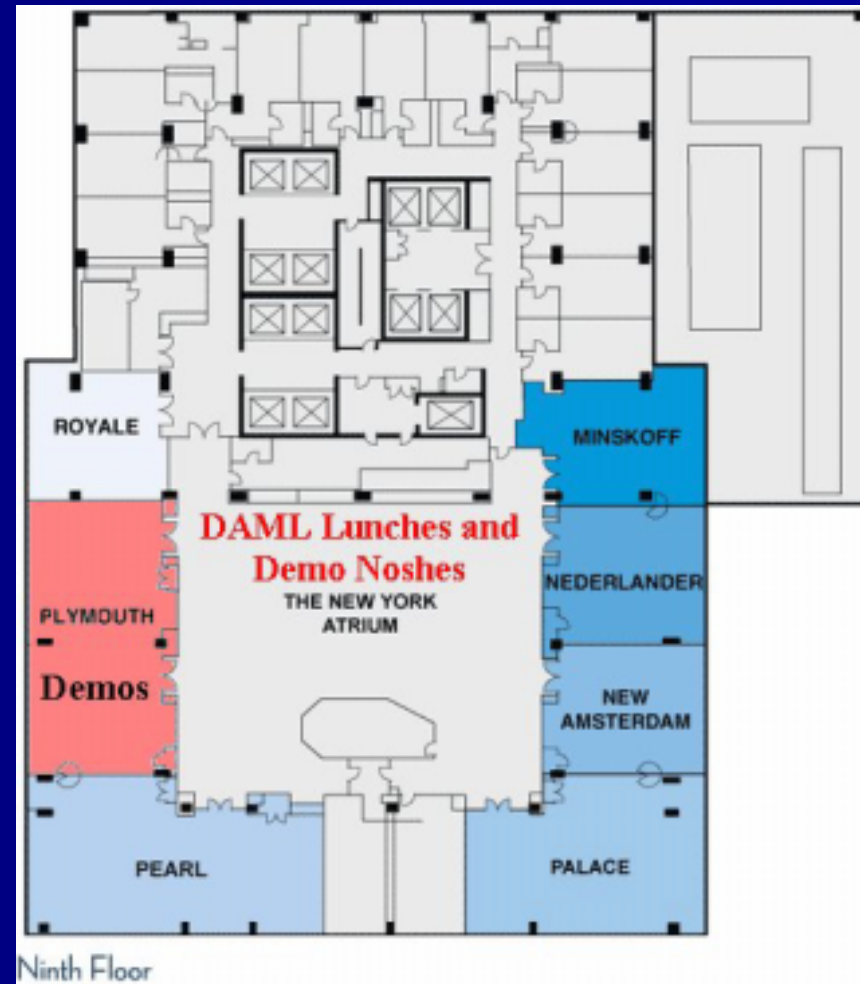 ROYALE
MINSKOFF
DAML Lunches and
Demo Noshes
THE NEW YORK
ATRIUM
NEDERLANDER
PLYMOUTH
Demos
NEW
AMSTERDAM
PEARL
PALACE
Ninth Floor